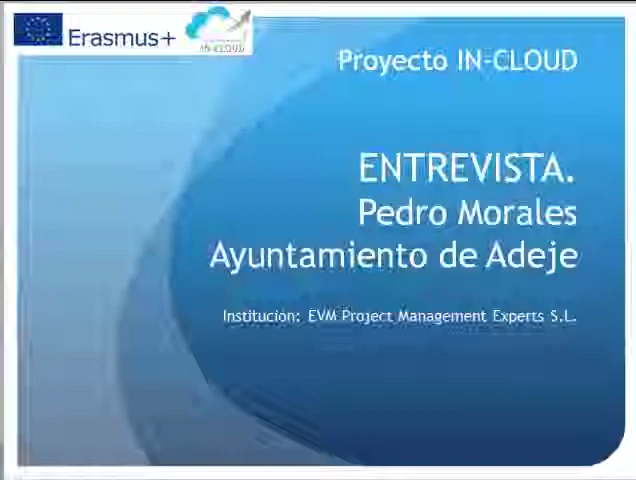 Erasmus+
IN-CLOUD
Proyecto IN-CLOUD
ENTREVISTA.
Pedro Morales
Ayuntamiento de Adeje
Institución: EVM Project Management Experts S.L.